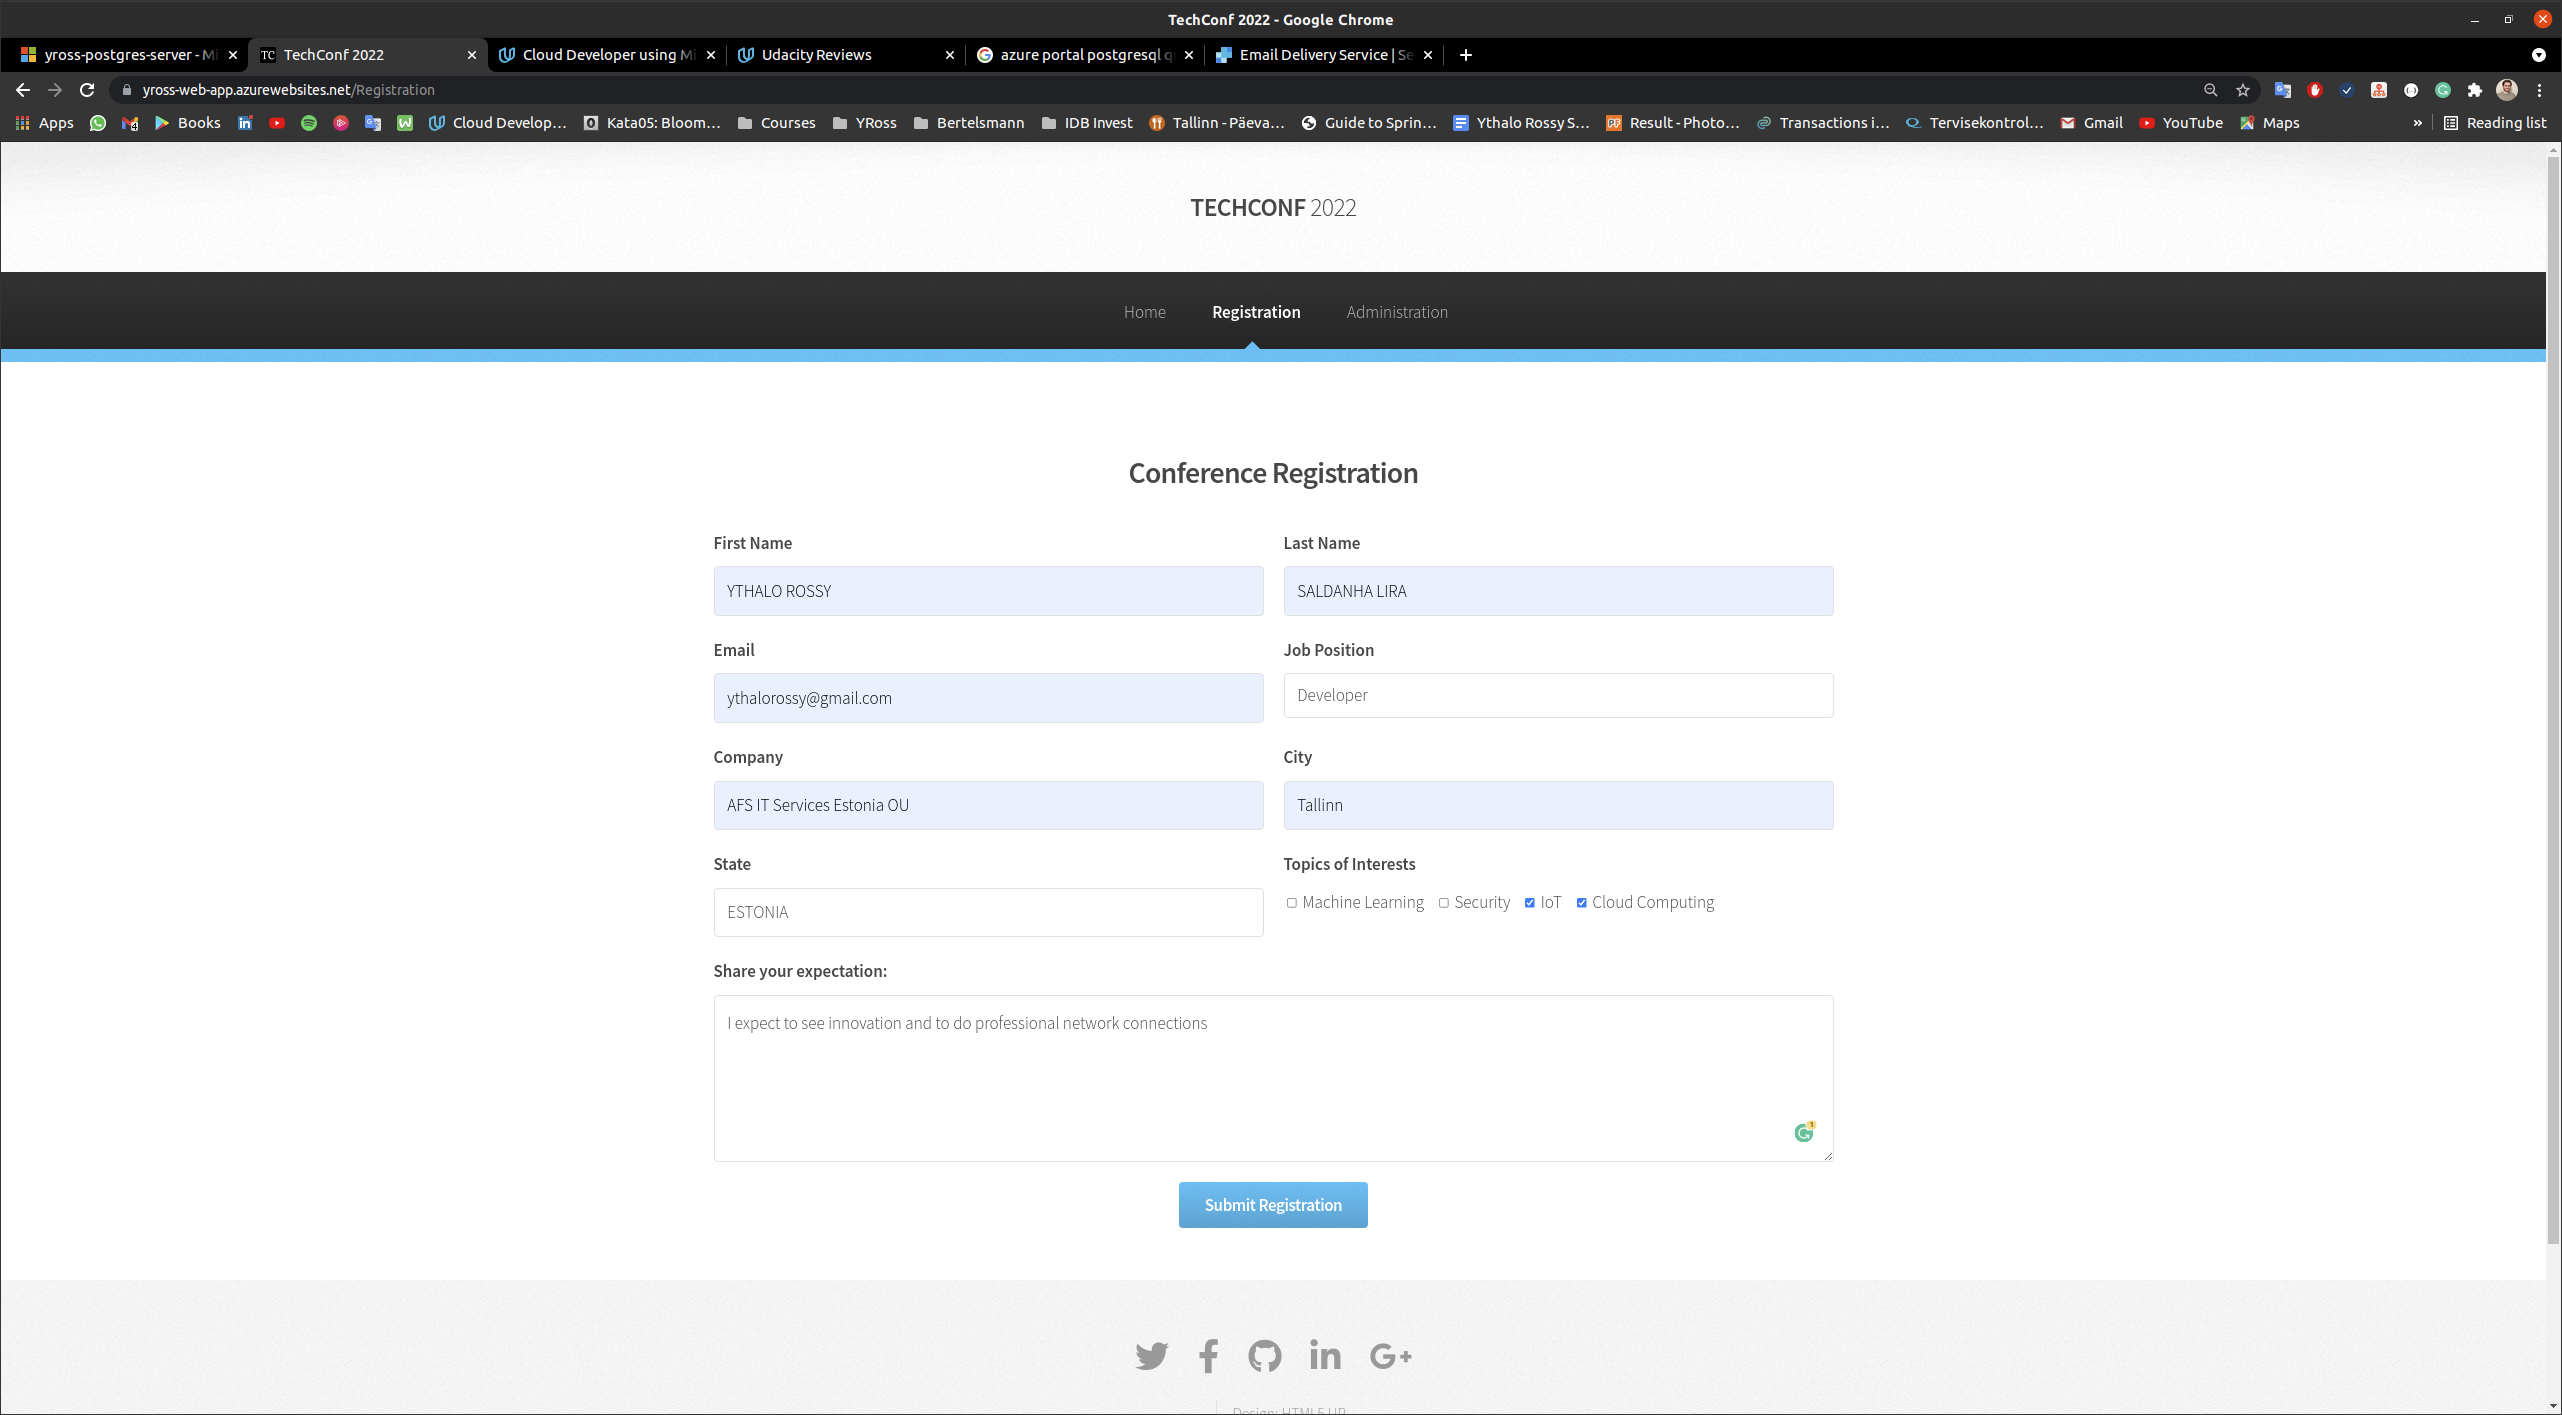 TechConf 2022 - Google Chrome
yross-postgres-server - Mi
TechConf 2022
Cloud Developer using Mi
Udacity Reviews
azure portal postgresql q
Email Delivery Service | Se
yross-web-app.azurewebsites.net/Registration
Apps
Books
Cloud Develop...
Kata05: Bloom...
Courses
YRoss
Bertelsmann
IDB Invest
Tallinn - Päeva...
Guide to Sprin...
Ythalo Rossy S...
Result - Photo...
Transactions i...
Tervisekontrol...
Gmail
YouTube
Maps
»
Reading list
TECHCONF 2022
Home
Registration
Administration
Conference Registration
First Name
Last Name
YTHALO ROSSY
SALDANHA LIRA
Email
Job Position
ythalorossy@gmail.com
Developer
Company
City
AFS IT Services Estonia OU
Tallinn
State
Topics of Interests
ESTONIA
Machine Learning
Security
IoT
Cloud Computing
Share your expectation:
I expect to see innovation and to do professional network connections
Submit Registration
Design: HTML5 UP